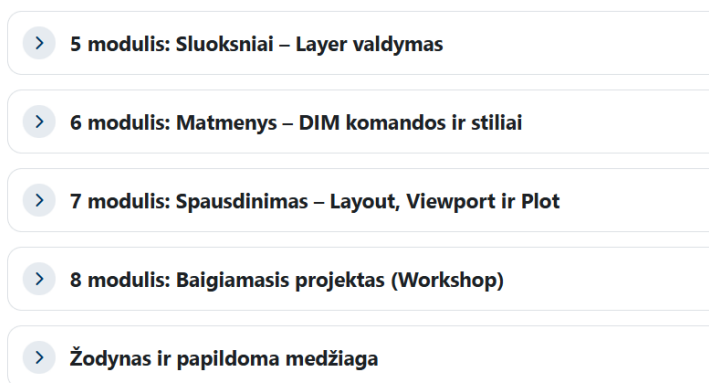 5 modulis: Sluoksniai – Layer valdymas
6 modulis: Matmenys – DIM komandos ir stiliai
7 modulis: Spausdinimas – Layout, Viewport ir Plot
8 modulis: Baigiamasis projektas (Workshop)
Žodynas ir papildoma medžiaga